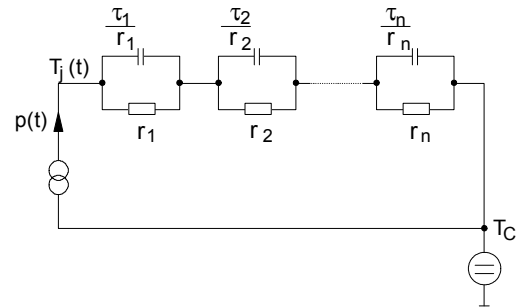 τ1 τ2 τn
r1 r2 rn
Tj (t)
r1 r2 rn
p(t)
TC